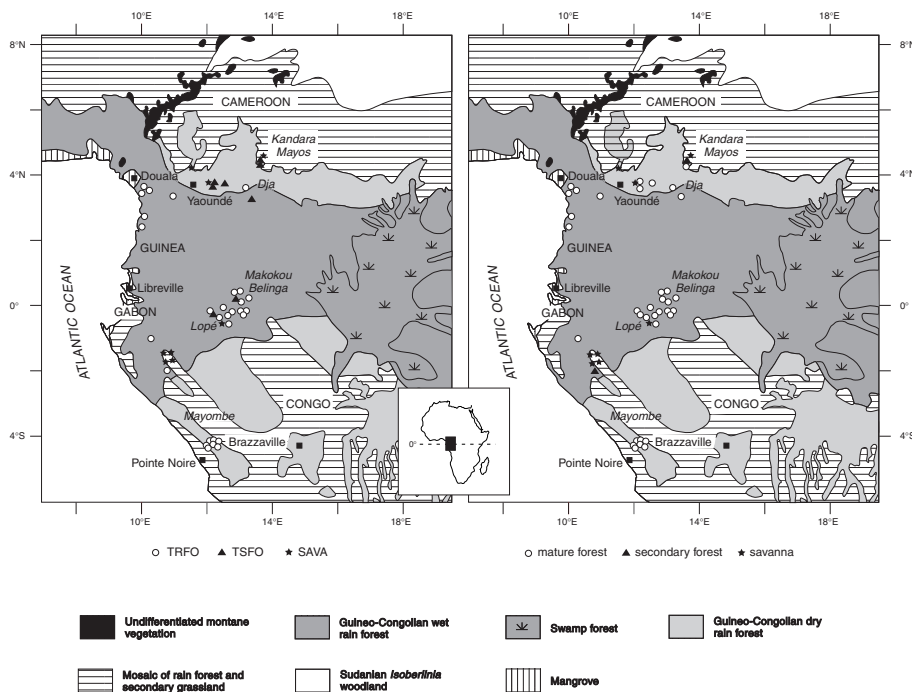 10°E 14°E 18°E 10°E 14°E 18°E
8°N 8°N
CAMEROON CAMEROON
Kandara
Mayos
Kandara
Mayos
4°N Douala Dja 4°N Douala Dja 4°N
Yaoundé Yaoundé
GUINEA GUINEA
Makokou
Belinga
Makokou
Belinga
0° Libreville Libreville 0°
GABON GABON
Lopé Lopé
ATLANTIC OCEAN ATLANTIC OCEAN
CONGO CONGO
Mayombe Mayombe
0°
4°S Brazzaville Brazzaville 4°S
Pointe Noire Pointe Noire
10°E 14°E 18°E 10°E 14°E 18°E
TRFO TSFO SAVA mature forest secondary forest savanna
Undifferentiated montane
vegetation
Guineo-Congolian wet
rain forest
Swamp forest
Guineo-Congolian dry
rain forest
Mosaic of rain forest and
secondary grassland
Sudanian isoberlinia
woodland
Mangrove